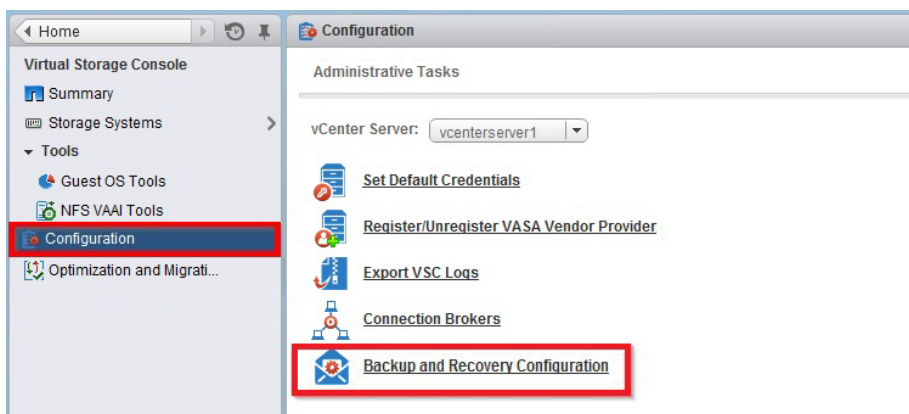 Home
Virtual Storage Console
Summary
Storage Systems
Tools
Guest OS Tools
NFS VAAI Tools
Configuration
Optimization and Migrati...
Configuration
Administrative Tasks
vCenter Server: vcenterserver1
Set Default Credentials
Register/Unregister VASA Vendor Provider
Export VSC Logs
Connection Brokers
Backup and Recovery Configuration